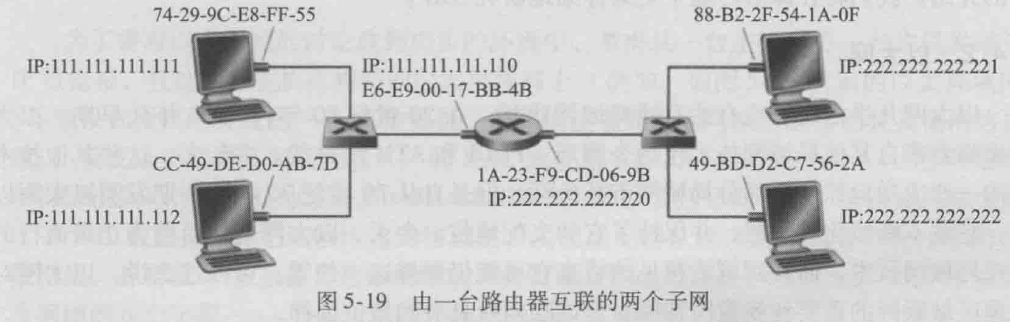 74-29-9C-E8-FF-55
88-B2-2F-54-1A-0F
IP:111.111.111.111
IP:111.111.111.110
E6-E9-00-17-BB-4B
IP:222.222.222.221
CC-49-DE-D0-AB-7D
1A-23-F9-CD-06-9B
IP:222.222.222.220
49-BD-D2-C7-56-2A
IP:111.111.111.112
IP:222.222.222.222
图 5-19 由一台路由器互联的两个子网